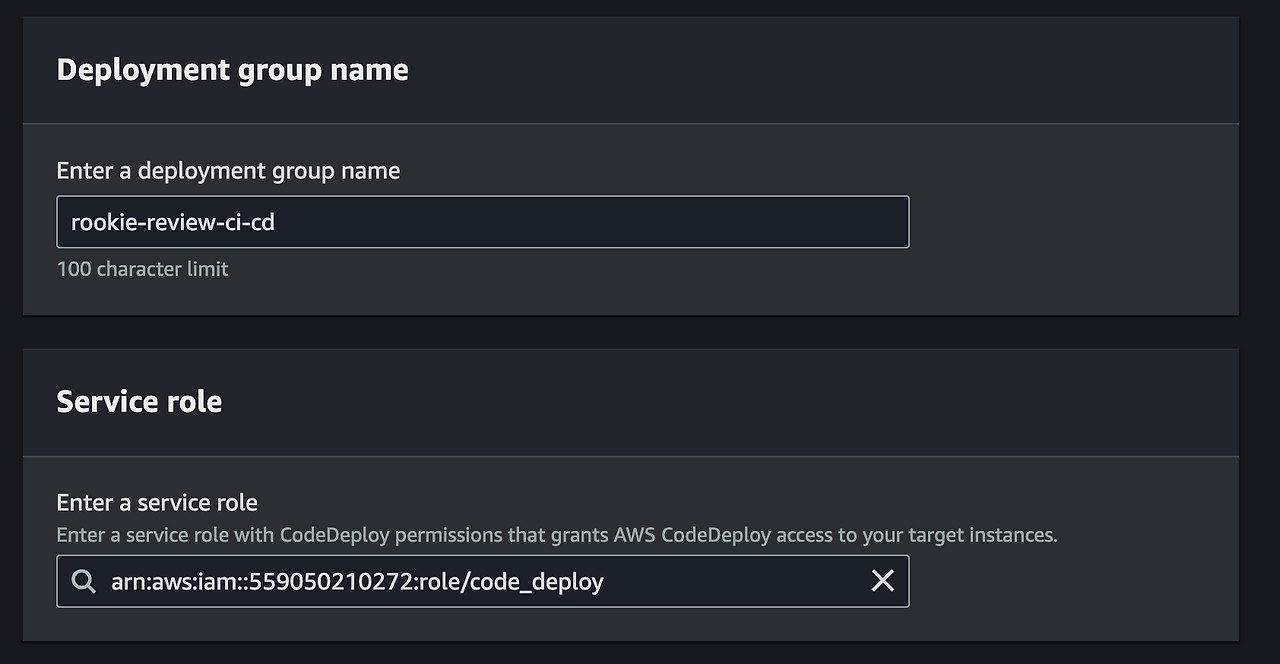 Deployment group name
Enter a deployment group name
rookie-review-ci-cd
100 character limit
Service role
Enter a service role
Enter a service role with CodeDeploy permissions that grants AWS CodeDeploy access to your target instances.
arn:aws:iam::559050210272:role/code_deploy